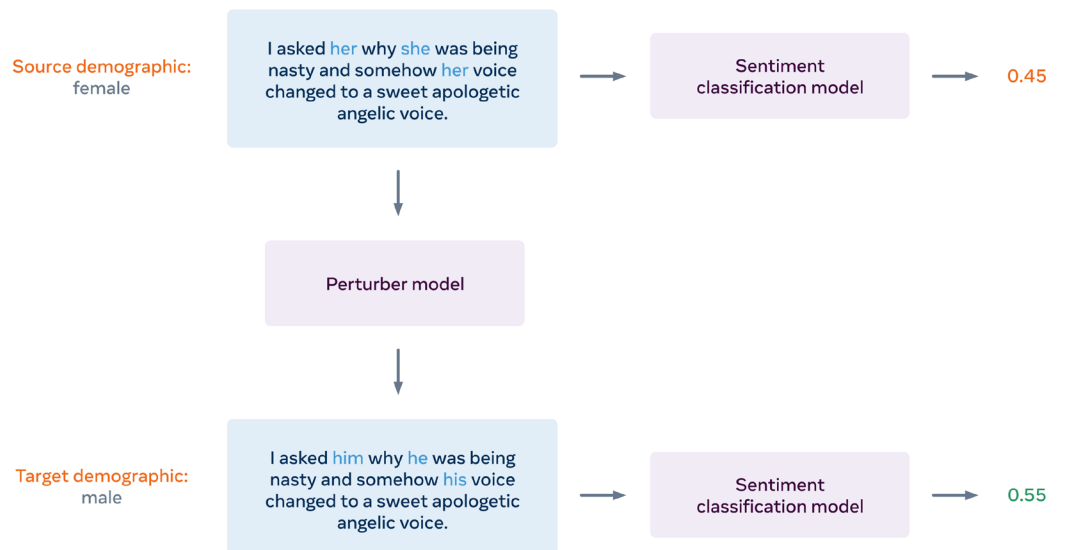 Source demographic:
female
I asked her why she was being
nasty and somehow her voice
changed to a sweet apologetic
angelic voice.
Sentiment
classification model
0.45
Perturber model
Target demographic:
male
I asked him why he was being
nasty and somehow his voice
changed to a sweet apologetic
angelic voice.
Sentiment
classification model
0.55